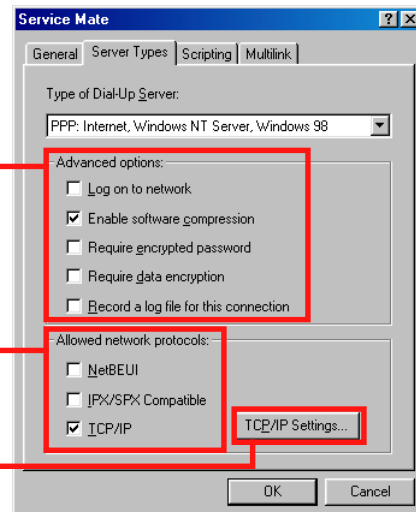 Service Mate
General Server Types Scripting Multilink
Type of Dial-Up Server:
PPP: Internet, Windows NT Server, Windows 98
Advanced options:
Log on to network
Enable software compression
Require encrypted password
Require data encryption
Record a log file for this connection
Allowed network protocols:
NetBEUI
IPX/SPX Compatible
TCP/IP TCP/IP Settings...
OK Cancel